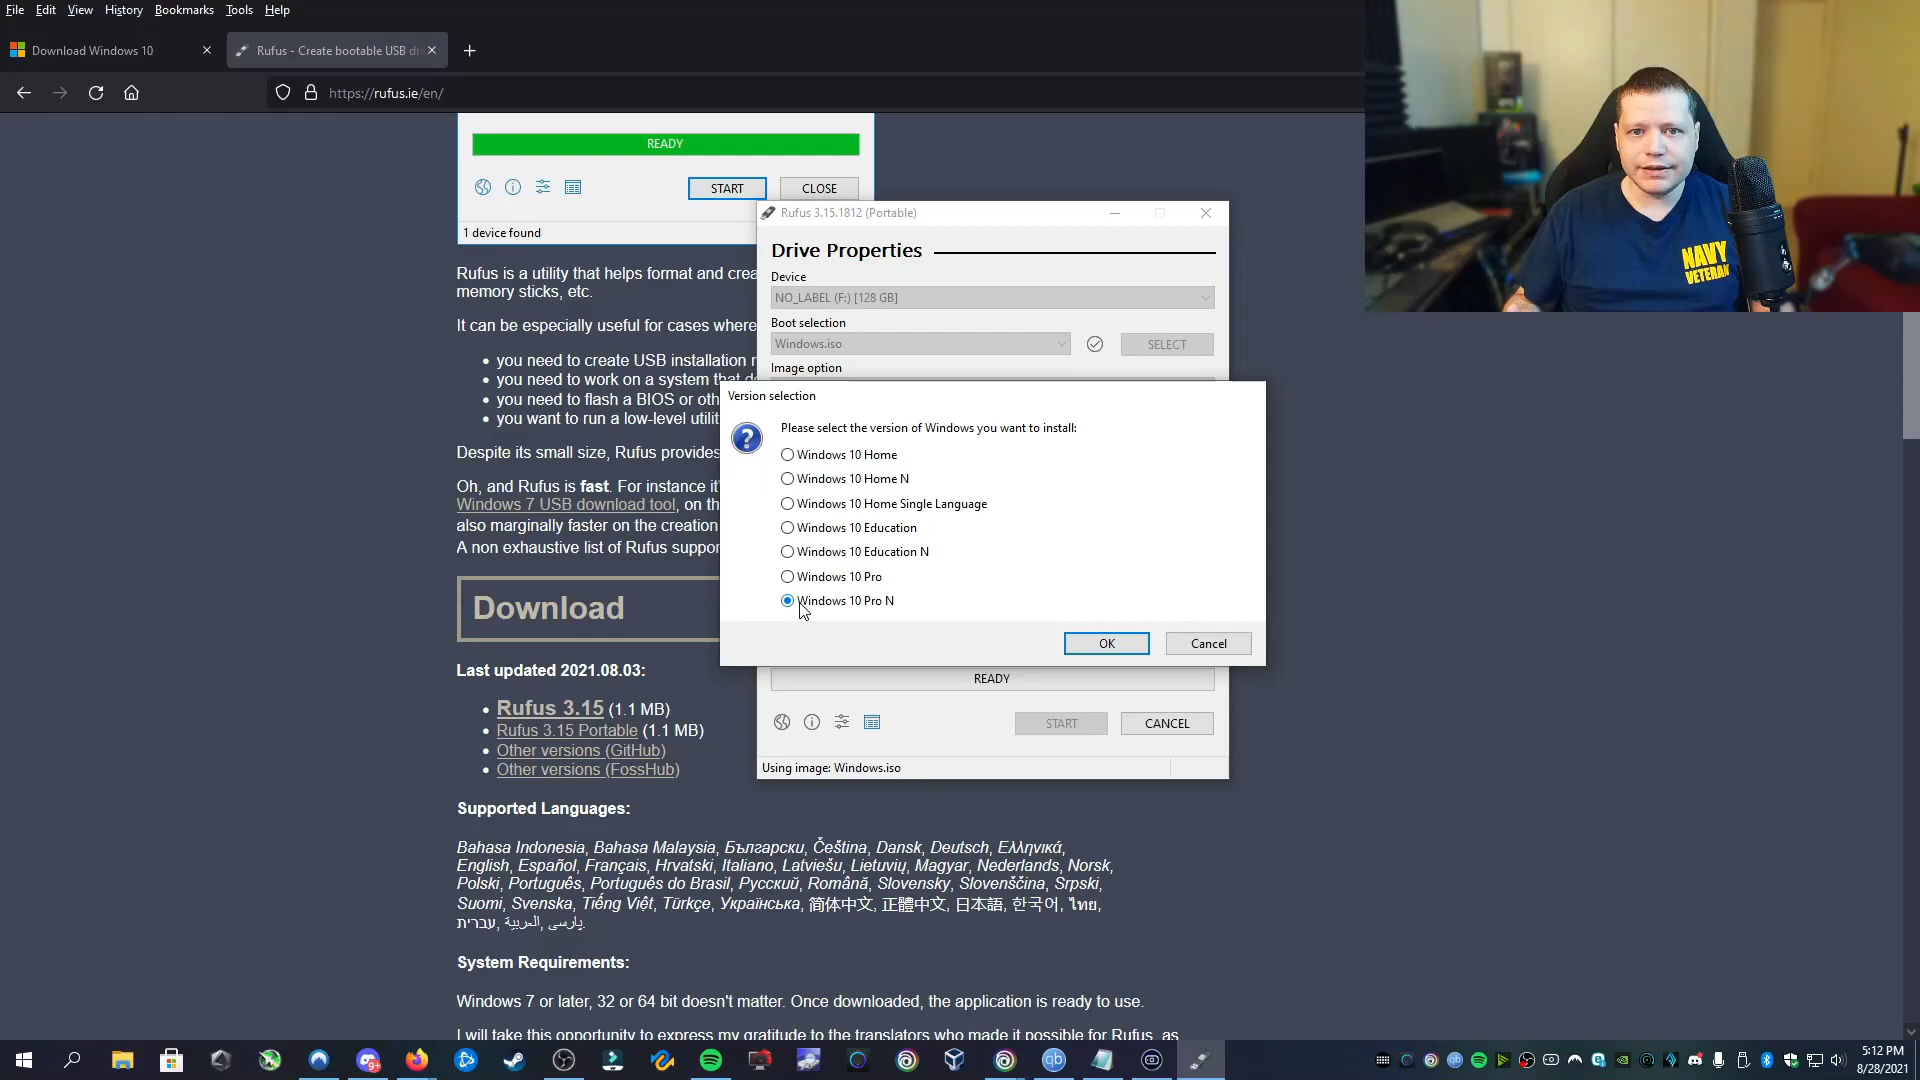 File Edit View History Bookmarks Tools Help
Download Windows 10
Rufus - Create bootable USB dr
https://rufus.ie/en/
READY
START CLOSE
1 device found
Rufus is a utility that helps format and crea
memory sticks, etc.
It can be especially useful for cases where
you need to create USB installation r
you need to work on a system that do
you need to flash a BIOS or oth
you want to run a low-level utilit
Despite its small size, Rufus provides
Oh, and Rufus is fast. For instance it'
Windows 7 USB download tool, on th
also marginally faster on the creation
A non exhaustive list of Rufus suppor
Download
Last updated 2021.08.03:
Rufus 3.15 (1.1 MB)
Rufus 3.15 Portable (1.1 MB)
Other versions (GitHub)
Other versions (FossHub)
Supported Languages:
Bahasa Indonesia, Bahasa Malaysia, Български, Čeština, Dansk, Deutsch, Ελληνικά,
English, Español, Français, Hrvatski, Italiano, Latviešu, Lietuvių, Magyar, Nederlands, Norsk,
Polski, Português, Português do Brasil, Русский, Română, Slovensky, Slovenščina, Srpski,
Suomi, Svenska, Tiếng Việt, Türkçe, Українська, 简体中文, 正體中文, 日本語, 한국어, ไทย,
עברית, العربية, پارسی.
System Requirements:
Windows 7 or later, 32 or 64 bit doesn't matter. Once downloaded, the application is ready to use.
I will take this opportunity to express my gratitude to the translators who made it possible for Rufus, as
Rufus 3.15.1812 (Portable)
Drive Properties
Device
NO_LABEL (F:) [128 GB]
Boot selection
Windows.iso
SELECT
Image option
Version selection
Please select the version of Windows you want to install:
Windows 10 Home
Windows 10 Home N
Windows 10 Home Single Language
Windows 10 Education
Windows 10 Education N
Windows 10 Pro
Windows 10 Pro N
OK Cancel
READY
START CANCEL
Using image: Windows.iso
NAVY
VETERAN
9+
qb
5:12 PM
8/28/2021